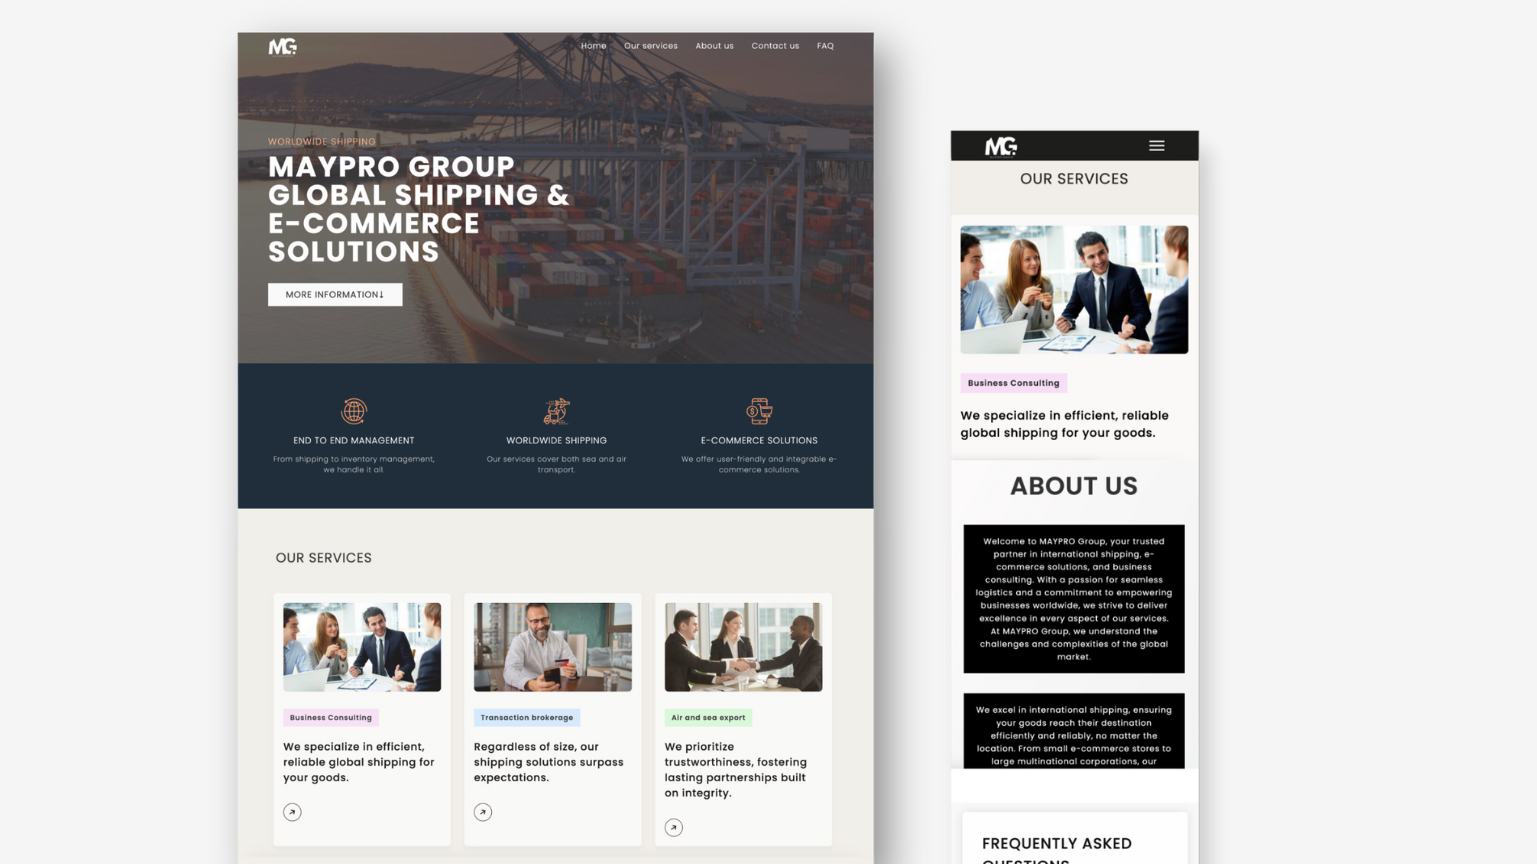 MG.
Home Our services About us Contact us FAQ
WORLDWIDE SHIPPING
MAYPRO GROUP
GLOBAL SHIPPING &
E-COMMERCE
SOLUTIONS
MORE INFORMATION↓
END TO END MANAGEMENT
From shipping to inventory management,
we handle it all.
WORLDWIDE SHIPPING
Our services cover both sea and air
transport.
E-COMMERCE SOLUTIONS
We offer user-friendly and integrable e-
commerce solutions.
OUR SERVICES
Business Consulting
We specialize in efficient,
reliable global shipping for
your goods.
Transaction brokerage
Regardless of size, our
shipping solutions surpass
expectations.
Air and sea export
We prioritize
trustworthiness, fostering
lasting partnerships built
on integrity.
MG.
OUR SERVICES
Business Consulting
We specialize in efficient, reliable
global shipping for your goods.
ABOUT US
Welcome to MAYPRO Group, your trusted
partner in international shipping, e-
commerce solutions, and business
consulting. With a passion for seamless
logistics and a commitment to empowering
businesses worldwide, we strive to deliver
excellence in every aspect of our services.
At MAYPRO Group, we understand the
challenges and complexities of the global
market.
We excel in international shipping, ensuring
your goods reach their destination
efficiently and reliably, no matter the
location. From small e-commerce stores to
large multinational corporations, our
FREQUENTLY ASKED
QUESTIONS